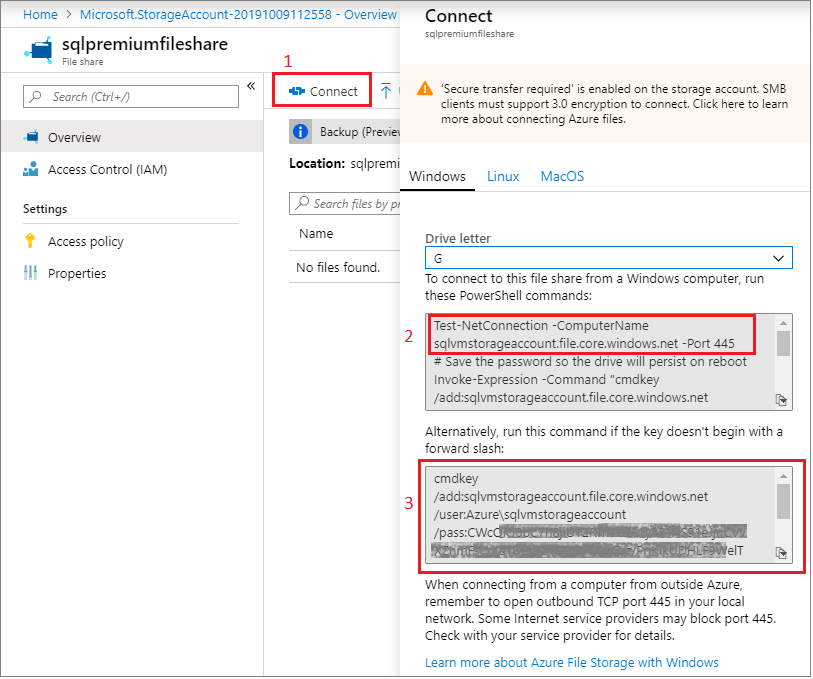 Home > Microsoft.StorageAccount-20191009112558 - Overview
sqlpremiumfileshare
File share
Search (Ctrl+/)
«
Overview
Access Control (IAM)
Settings
Access policy
Properties
1
Connect
Backup (Preview
Location: sqlpremi
Search files by pr
Name
No files found.
Connect
sqlpremiumfileshare
'Secure transfer required' is enabled on the storage account. SMB
clients must support 3.0 encryption to connect. Click here to learn
more about connecting Azure files.
Windows Linux MacOS
Drive letter
G
To connect to this file share from a Windows computer, run
these PowerShell commands:
2
Test-NetConnection -ComputerName
sqlvmstorageaccount.file.core.windows.net -Port 445
# Save the password so the drive will persist on reboot
Invoke-Expression -Command "cmdkey
/add:sqlvmstorageaccount.file.core.windows.net
Alternatively, run this command if the key doesn't begin with a
forward slash:
3
cmdkey
/add:sqlvmstorageaccount.file.core.windows.net
/user:Azure\sqlvmstorageaccount
When connecting from a computer from outside Azure,
remember to open outbound TCP port 445 in your local
network. Some Internet service providers may block port 445.
Check with your service provider for details.
Learn more about Azure File Storage with Windows